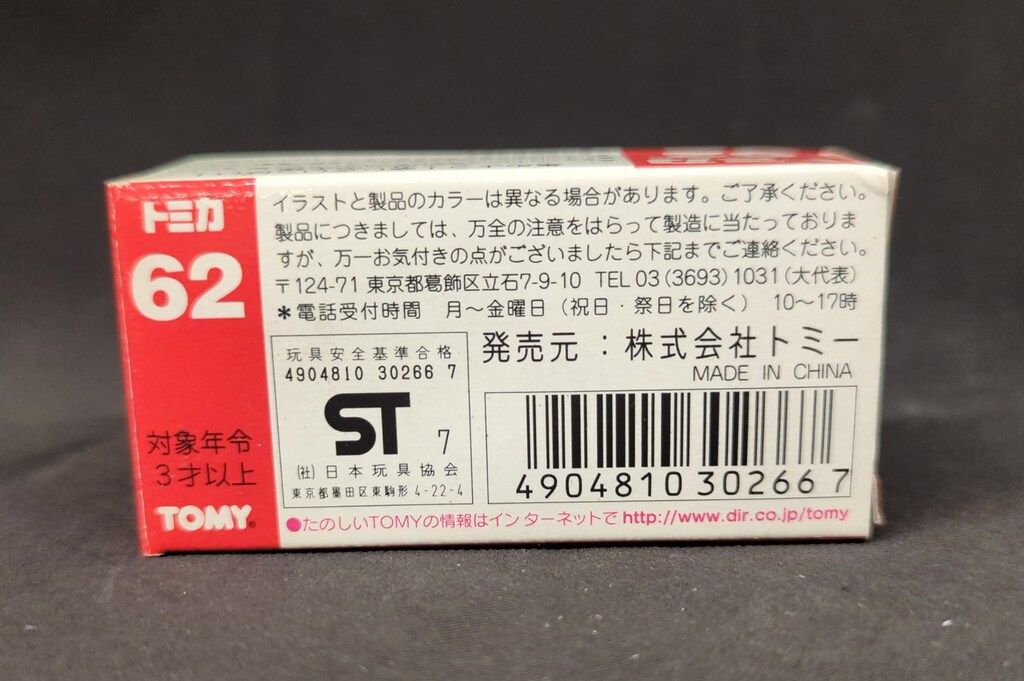 トミカ
62
対象年令
3才以上
TOMY®
イラストと製品のカラーは異なる場合があります。ご了承ください。
製品につきましては、万全の注意をはらって製造に当たっておりま
すが、万一お気付きの点がございましたら下記までご連絡ください。
〒124-71 東京都葛飾区立石7-9-10 TEL 03 (3693) 1031 (大代表)
＊電話受付時間 月～金曜日（祝日・祭日を除く） 10～17時
玩具安全基準合格
4904810 30266 7
ST 7
(社) 日本玩具協会
東京都墨田区東駒形 4-22-4
発売元：株式会社トミー
MADE IN CHINA
4904810302667
●たのしいTOMYの情報はインターネットで http://www.dir.co.jp/tomy